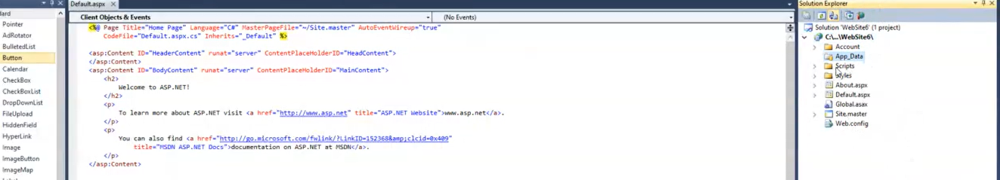 dard
Pointer
AdRotator
BulletedList
Button
Calendar
CheckBox
CheckBoxList
DropDownList
FileUpload
HiddenField
HyperLink
Image
ImageButton
ImageMap
Default.aspx
Client Objects & Events
(No Events)
<%@ Page Title="Home Page" Language="C#" MasterPageFile="~/Site.master" AutoEventWireup="true"
CodeFile="Default.aspx.cs" Inherits="_Default" %>
<asp:Content ID="HeaderContent" runat="server" ContentPlaceHolderID="HeadContent">
</asp:Content>
<asp:Content ID="BodyContent" runat="server" ContentPlaceHolderID="MainContent">
<h2>
Welcome to ASP.NET!
</h2>
<p>
To learn more about ASP.NET visit <a href="http://www.asp.net" title="ASP.NET Website">www.asp.net</a>.
</p>
<p>
You can also find <a href="http://go.microsoft.com/fwlink/?LinkID=152368&amp;clcid=0x409"
title="MSDN ASP.NET Docs">documentation on ASP.NET at MSDN</a>.
</p>
</asp:Content>
Solution Explorer
Solution 'WebSite6' (1 project)
C:\...\WebSite6\
Account
App_Data
Scripts
Styles
About.aspx
Default.aspx
Global.asax
Site.master
Web.config